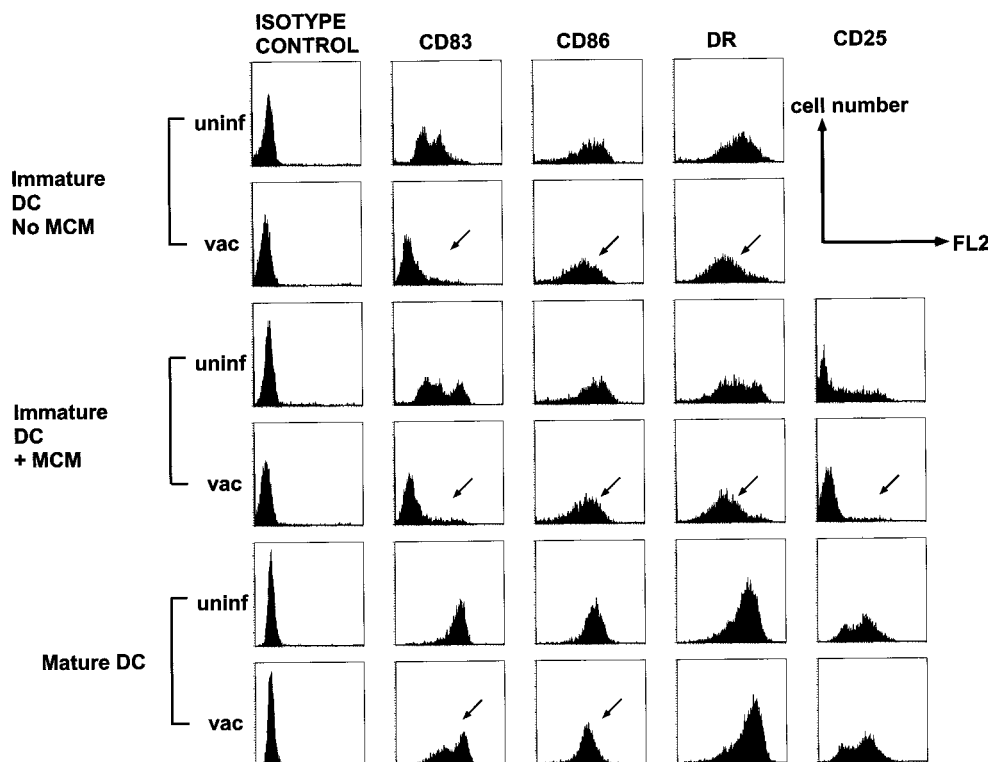 ISOTYPE
CONTROL
CD83
CD86
DR
CD25
cell number
FL2
Immature
DC
No MCM
uninf
vac
Immature
DC
+ MCM
uninf
vac
Mature DC
uninf
vac